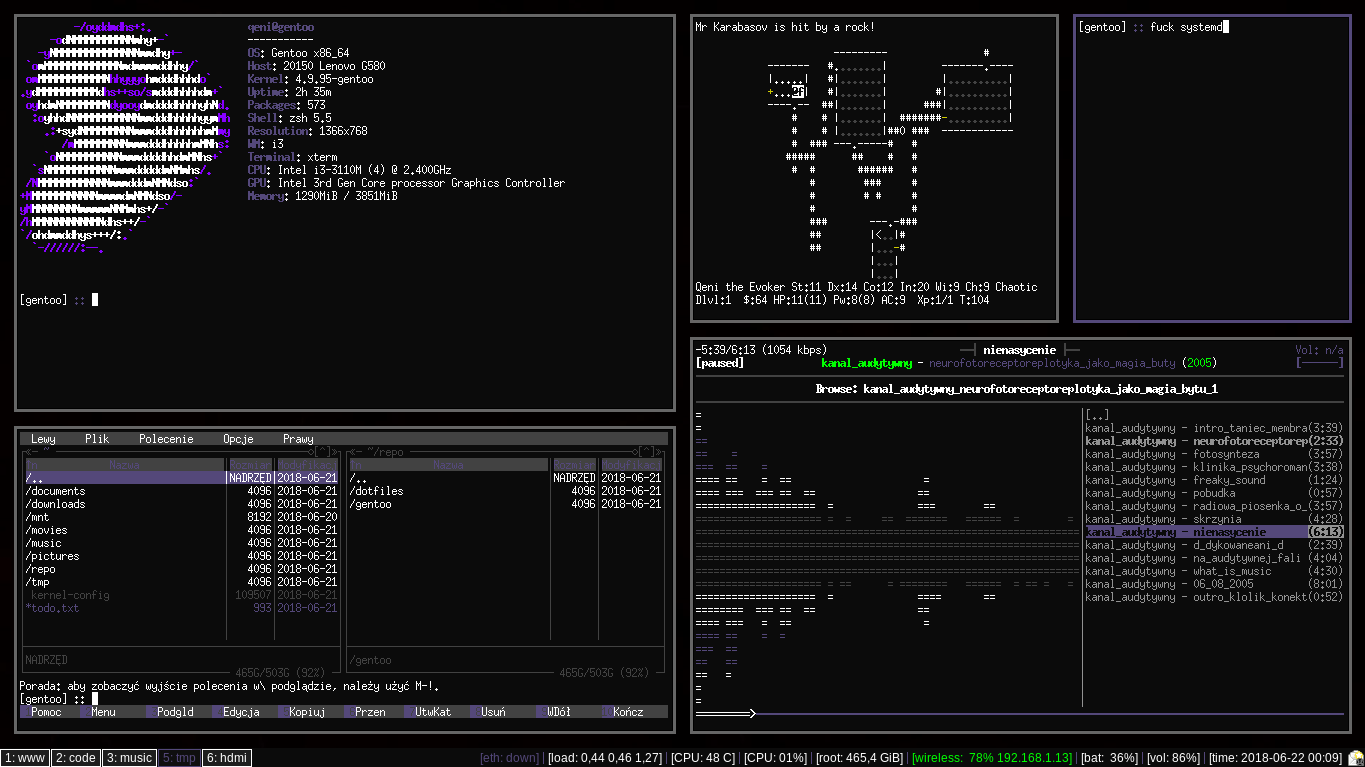 qeni@gentoo
-----------
OS: Gentoo x86_64
Host: 20150 Lenovo G580
Kernel: 4.9.95-gentoo
Uptime: 2h 35m
Packages: 573
Shell: zsh 5.5
Resolution: 1366x768
WM: i3
Terminal: xterm
CPU: Intel i3-3110M (4) @ 2.400GHz
GPU: Intel 3rd Gen Core processor Graphics Controller
Memory: 1290MiB / 3851MiB
[gentoo] ::
Mr Karabasov is hit by a rock!
Qeni the Evoker St:11 Dx:14 Co:12 In:20 Wi:9 Ch:9 Chaotic
Dlvl:1 $:64 HP:11(11) Pw:8(8) AC:9 Xp:1/1 T:104
[gentoo] :: fuck systemd
Lewy Plik Polecenie Opcje Prawy
~ [^]
Nazwa Rozmiar Modyfikac.
/.. NADRZĘD 2018-06-21
/documents 4096 2018-06-21
/downloads 4096 2018-06-21
/mnt 8192 2018-06-20
/movies 4096 2018-06-21
/music 4096 2018-06-21
/pictures 4096 2018-06-21
/repo 4096 2018-06-21
/tmp 4096 2018-06-21
kernel-config 109507 2018-06-21
*todo.txt 993 2018-06-21
NADRZĘD
465G/503G (92%)
~/repo [^]
Nazwa Rozmiar Modyfikac.
/.. NADRZĘD 2018-06-21
/dotfiles 4096 2018-06-21
/gentoo 4096 2018-06-21
/gentoo
465G/503G (92%)
Porada: aby zobaczyć wyjście polecenia w\ podglądzie, należy użyć M-!.
[gentoo] ::
Pomoc Menu Podgld Edycja Kopiuj Przen UtwKat Usuń WDół Kończ
-5:39/6:13 (1054 kbps) nienasycenie Vol: n/a
[paused] kanal_audytywny - neurofotoreceptoreplotyka_jako_magia_buty (2005) [------]
Browse: kanal_audytywny_neurofotoreceptoreplotyka_jako_magia_bytu_1
[..]
kanal_audytywny - intro_taniec_membra(3:39)
kanal_audytywny - neurofotoreceptorep(2:33)
kanal_audytywny - fotosynteza (3:57)
kanal_audytywny - klinika_psychoroman(3:38)
kanal_audytywny - freaky_sound (1:24)
kanal_audytywny - pobudka (0:57)
kanal_audytywny - radiowa_piosenka_o_(3:57)
kanal_audytywny - skrzynia (4:28)
kanal_audytywny - nienasycenie (6:13)
kanal_audytywny - d_dykowaneani_d (2:39)
kanal_audytywny - na_audytywnej_fali (4:04)
kanal_audytywny - what_is_music (4:30)
kanal_audytywny - 06_08_2005 (8:01)
kanal_audytywny - outro_klolik_konekt(0:52)
1: www 2: code 3: music 5: tmp 6: hdmi [eth: down] | [load: 0,44 0,46 1,27] | [CPU: 48 C] | [CPU: 01%] | [root: 465,4 GiB] | [wireless: 78% 192.168.1.13] | [bat: 36%] | [vol: 86%] | [time: 2018-06-22 00:09]